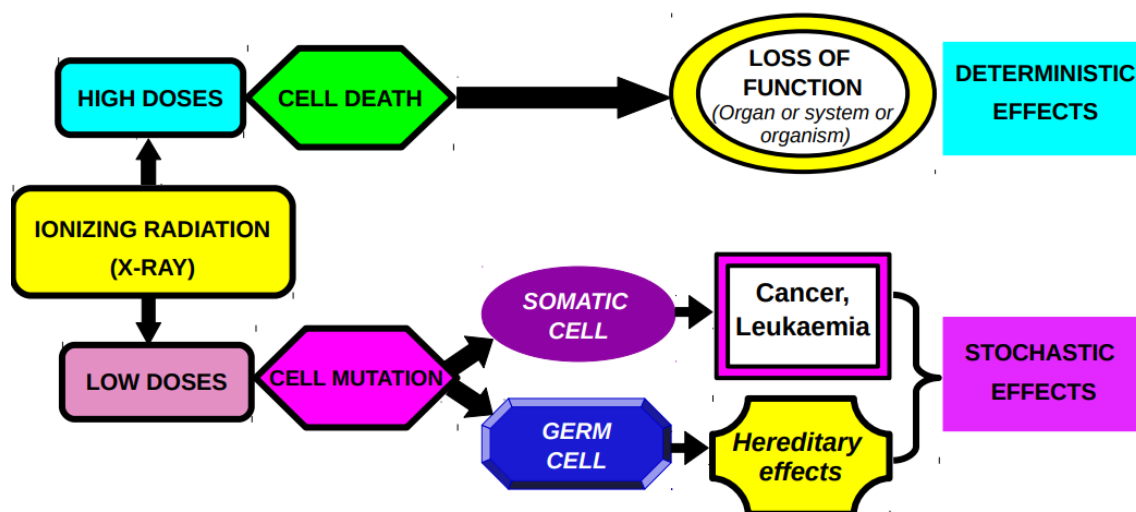 HIGH DOSES
CELL DEATH
LOSS OF
FUNCTION
(Organ or system or
organism)
DETERMINISTIC
EFFECTS
IONIZING RADIATION
(X-RAY)
LOW DOSES
CELL MUTATION
SOMATIC
CELL
Cancer,
Leukaemia
GERM
CELL
Hereditary
effects
STOCHASTIC
EFFECTS